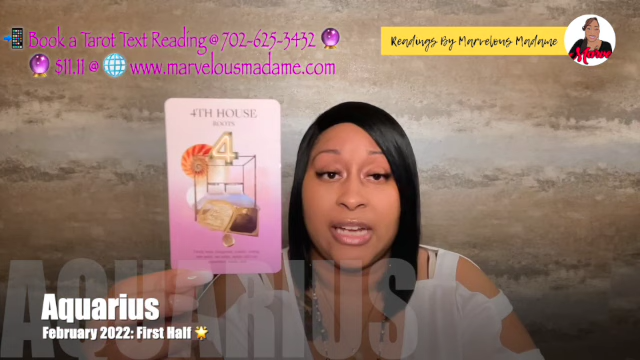 Book a Tarot Text Reading @ 702-625-3432
$11.11 @ www.marvelousmadame.com
Readings By Marvelous Madame
4TH HOUSE
ROOTS
4
AQUARIUS
Aquarius
February 2022: First Half